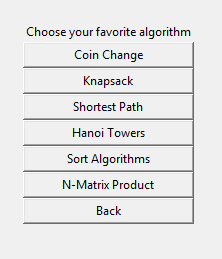 Choose your favorite algorithm
Coin Change
Knapsack
Shortest Path
Hanoi Towers
Sort Algorithms
N-Matrix Product
Back